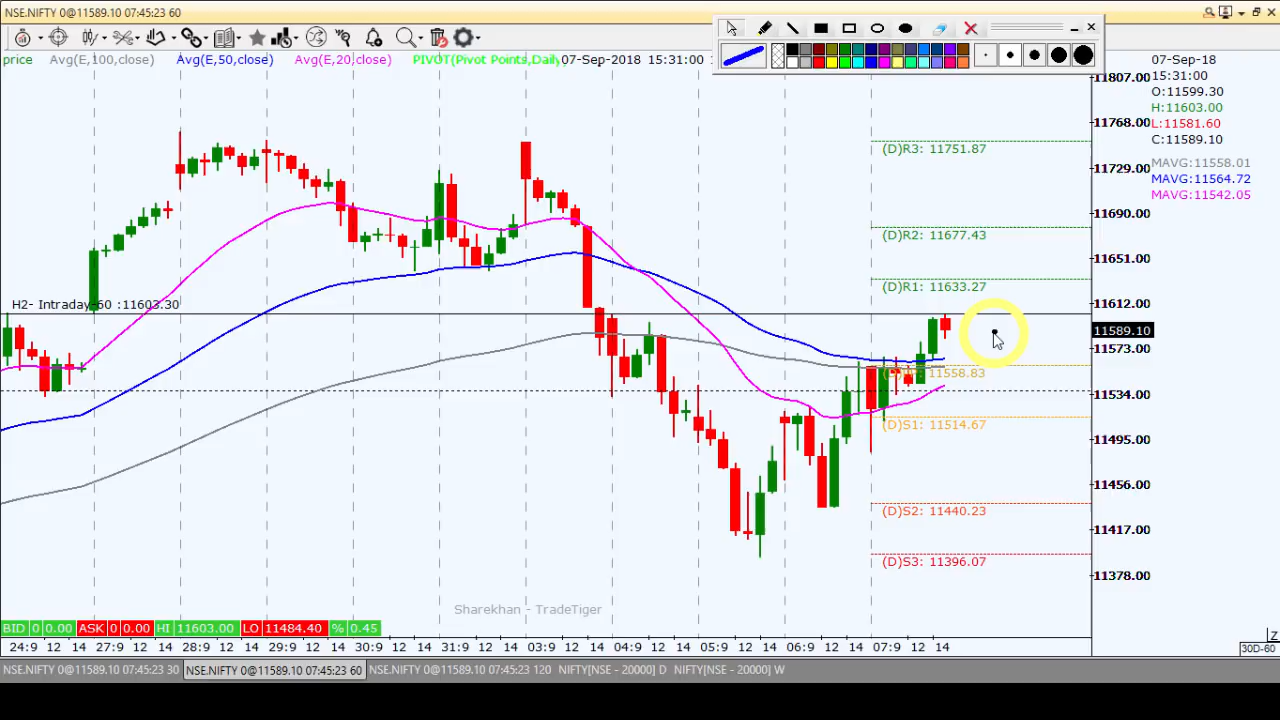 NSE.NIFTY 0@11589.10 07:45:23 60
price Avg(E,100,close) Avg(E,50,close) Avg(E,20,close) PIVOT(Pivot Points,Daily, 07-Sep-2018 15:31:00
07-Sep-18
15:31:00
O:11599.30
H:11603.00
L:11581.60
C:11589.10
MAVG:11558.01
MAVG:11564.72
MAVG:11542.05
11807.00
11768.00
11729.00
11690.00
11651.00
11612.00
11589.10
11573.00
11534.00
11495.00
11456.00
11417.00
11378.00
(D)R3: 11751.87
(D)R2: 11677.43
(D)R1: 11633.27
H2- Intraday-60 :11603.30
11558.83
(D)S1: 11514.67
(D)S2: 11440.23
(D)S3: 11396.07
Sharekhan - TradeTiger
BID 0 0.00 ASK 0 0.00 HI 11603.00 LO 11484.40 % 0.45
24:9 12 14 27:9 12 28:9 12 29:9 12 30:9 12 31:9 12 03:9 12 04:9 12 05:9 12 06:9 12 07:9 12 14
Z
30D-60
NSE.NIFTY 0@11589.10 07:45:23 30 NSE.NIFTY 0@11589.10 07:45:23 60 NSE.NIFTY 0@11589.10 07:45:23 120 NIFTY[NSE - 20000] D NIFTY[NSE - 20000] W